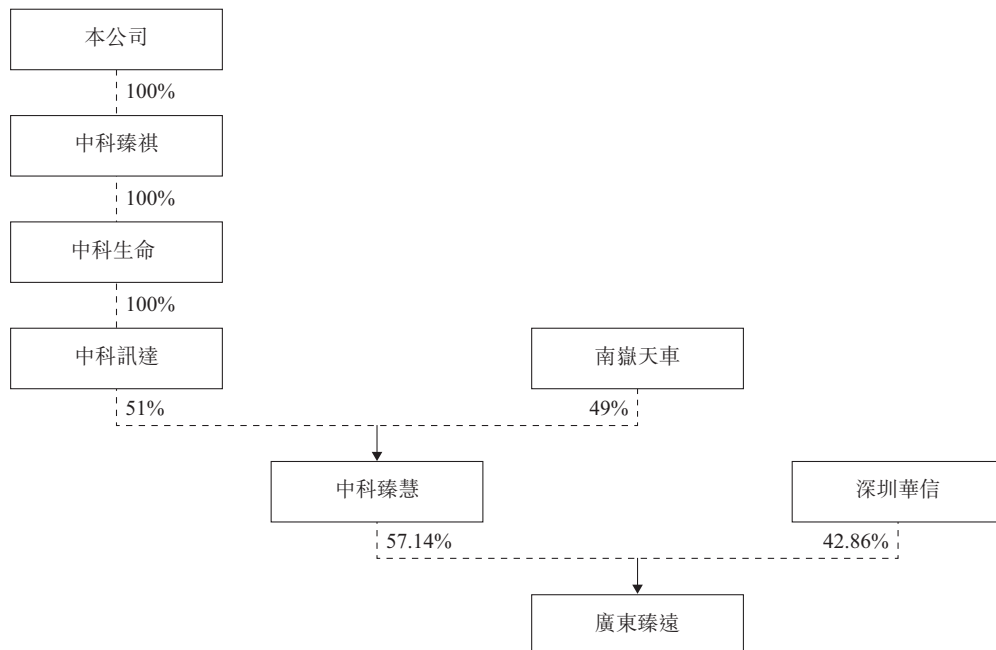 本公司
100%
中科臻祺
100%
中科生命
100%
中科訊達
南嶽天車
51%
49%
中科臻慧
深圳華信
57.14%
42.86%
廣東臻遠